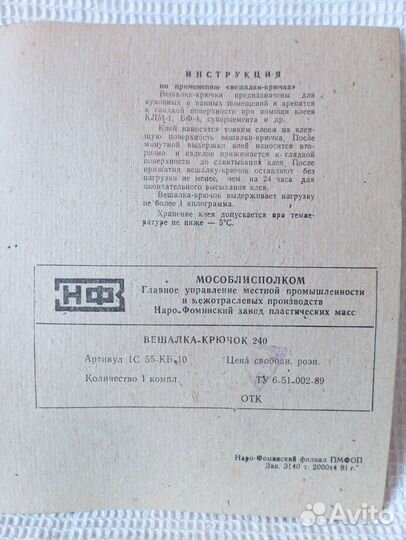 ИНСТРУКЦИЯ
по применению «вешалки-крючка»
Вешалки-крючки предназначены для
кухонных и ванных помещений и крепятся
к гладкой поверхности при помощи клеев
КЛМ-1, БФ-4, суперцемента и др.
Клей наносится тонким слоем на клея-
щую поверхность вешалки-крючка, После
минутной выдержки клей наносится вто-
рично и изделие прижимается к гладкой
поверхности до схватывания клея. После
прижатия вешалку-крючок оставляют без
нагрузки не менее, чем на 24 часа для
окончательного высыхания клея.
Вешалка-крючок выдерживает нагрузку
не более 1 килограмма.
Хранение клея допускается при темпе-
ратуре не ниже — 5°С.
НФЗ
МОСОБЛИСПОЛКОМ
Главное управление местной промышленности
и межотраслевых производств
Наро-Фоминский завод пластических масс
ВЕШАЛКА-КРЮЧОК 240
Артикул 1С 55-КБ-10 Цена свободн. розн.
Количество 1 компл. ТУ 6-51-002-89
ОТК
Наро-Фоминский филиал ПМФОП
Зак. 3140 т. 2000х4 91 г.
Avito